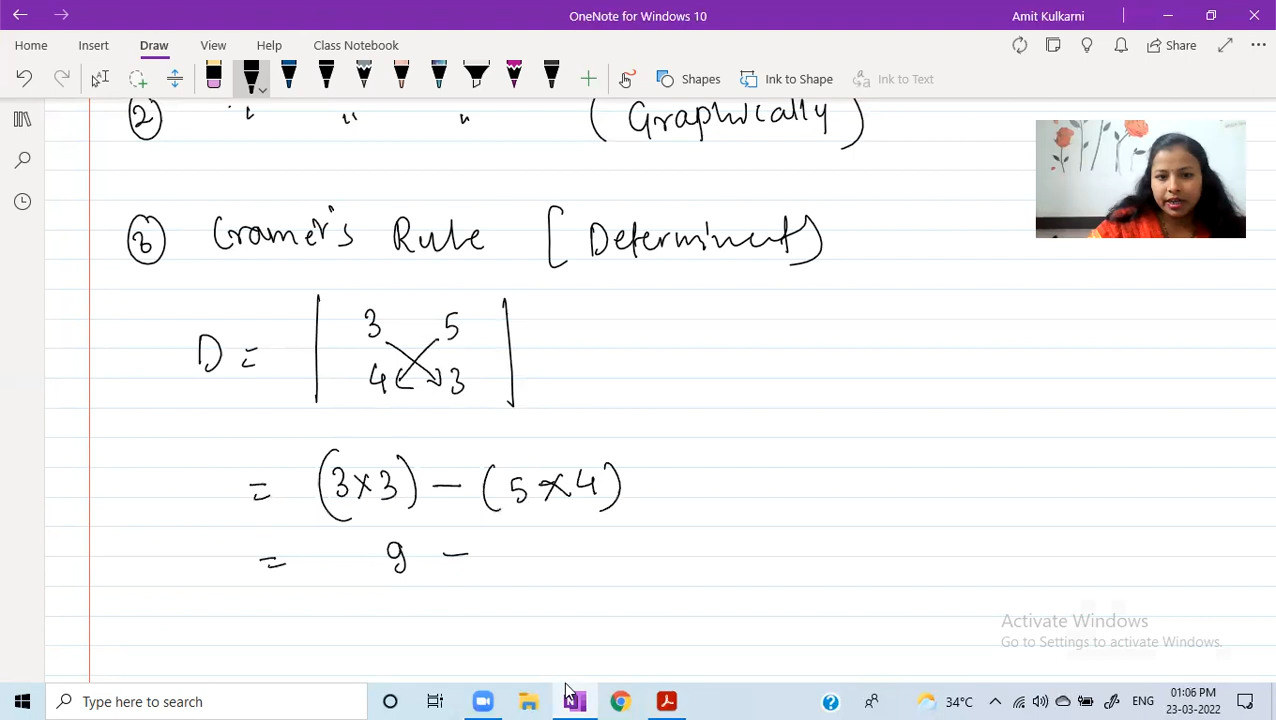 OneNote for Windows 10
Amit Kulkarni
Home Insert Draw View Help Class Notebook
Share
Shapes Ink to Shape Ink to Text
② " " " (Graphically)
③ Cramer's Rule [Determinent)
D = | 3 5
4 3 |
= (3×3) - (5×4)
= 9 -
Activate Windows
Go to Settings to activate Windows.
Type here to search
34°C
ENG
01:06 PM
23-03-2022